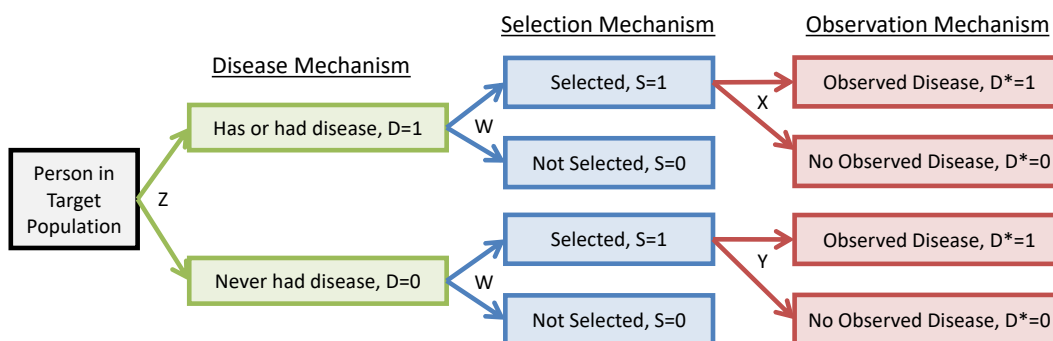 Selection Mechanism
Observation Mechanism
Disease Mechanism
Selected, S=1
Observed Disease, D*=1
X
Has or had disease, D=1
W
Not Selected, S=0
No Observed Disease, D*=0
Person in
Target
Population
Z
Selected, S=1
Observed Disease, D*=1
Y
Never had disease, D=0
W
Not Selected, S=0
No Observed Disease, D*=0